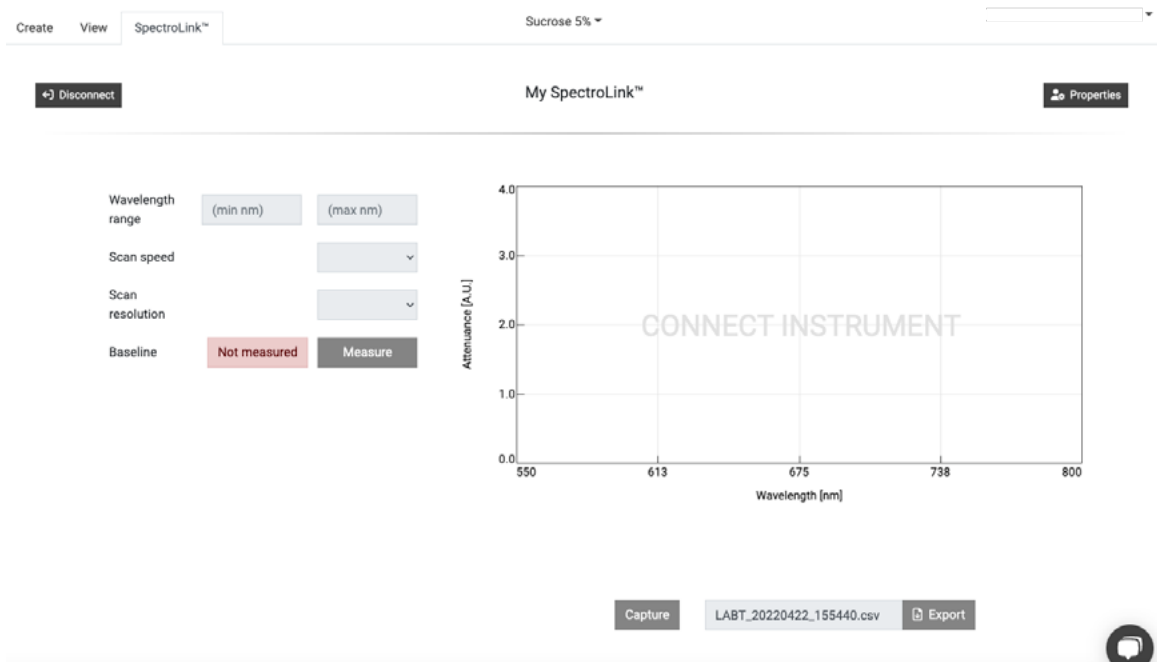 Create View SpectroLink™ Sucrose 5%
Disconnect My SpectroLink™ Properties
Wavelength
range
(min nm) (max nm)
Scan speed
Scan
resolution
Baseline Not measured Measure
4.0
3.0
2.0
1.0
0.0
Attenuance [A.U.]
CONNECT INSTRUMENT
550 613 675 738 800
Wavelength [nm]
Capture LABT_20220422_155440.csv Export